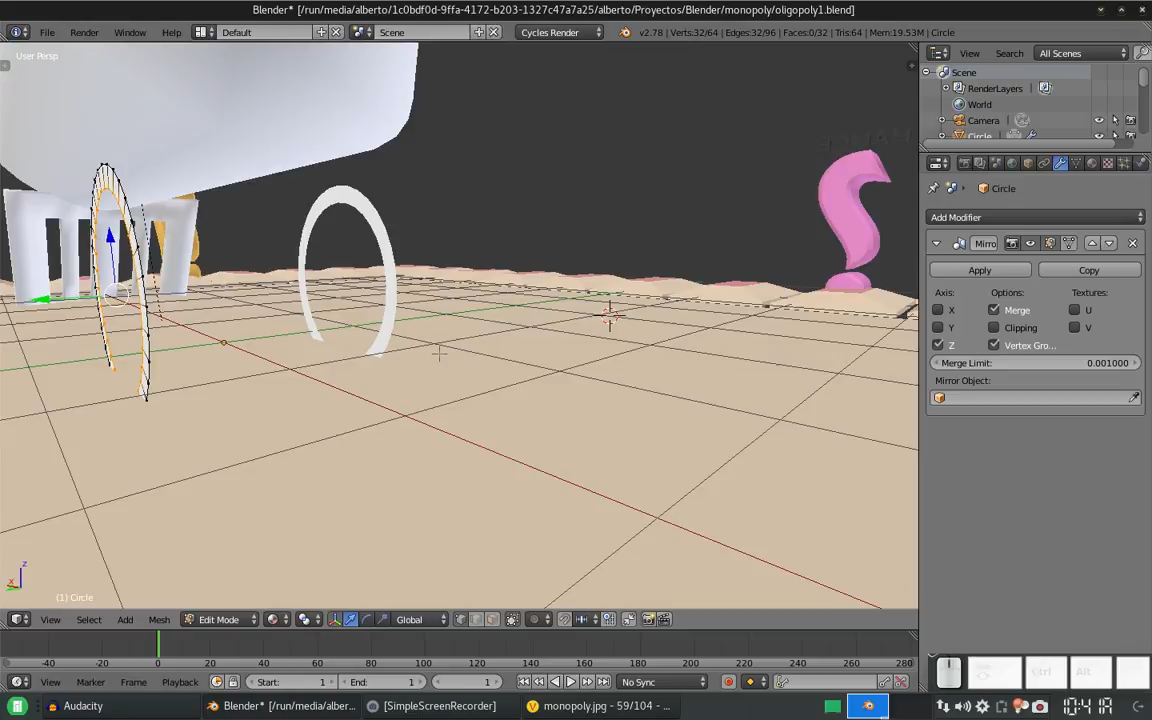 Blender* [/run/media/alberto/1c0bdf0d-9ffa-4172-b203-1327c47a7a25/alberto/Proyectos/Blender/monopoly/oligopoly1.blend]
File Render Window Help Default Scene Cycles Render v2.78 | Verts:32/64 | Edges:32/96 | Faces:0/32 | Tris:64 | Mem:19.53M | Circle
User Persp
View Search All Scenes
Scene
RenderLayers
World
Camera
Circle
Circle
Add Modifier
Mirro
Apply Copy
Axis: Options: Textures:
X Merge U
Y Clipping V
Z Vertex Gro...
Merge Limit: 0.001000
Mirror Object:
z
x
(1) Circle
View Select Add Mesh Edit Mode Global
-40 -20 0 20 40 60 80 100 120 140 160 180 200 220 240 260 280
View Marker Frame Playback Start: 1 End: 1 1 No Sync
Ctrl Alt
Audacity Blender* [/run/media/alber... [SimpleScreenRecorder] monopoly.jpg - 59/104 - ... 10:4